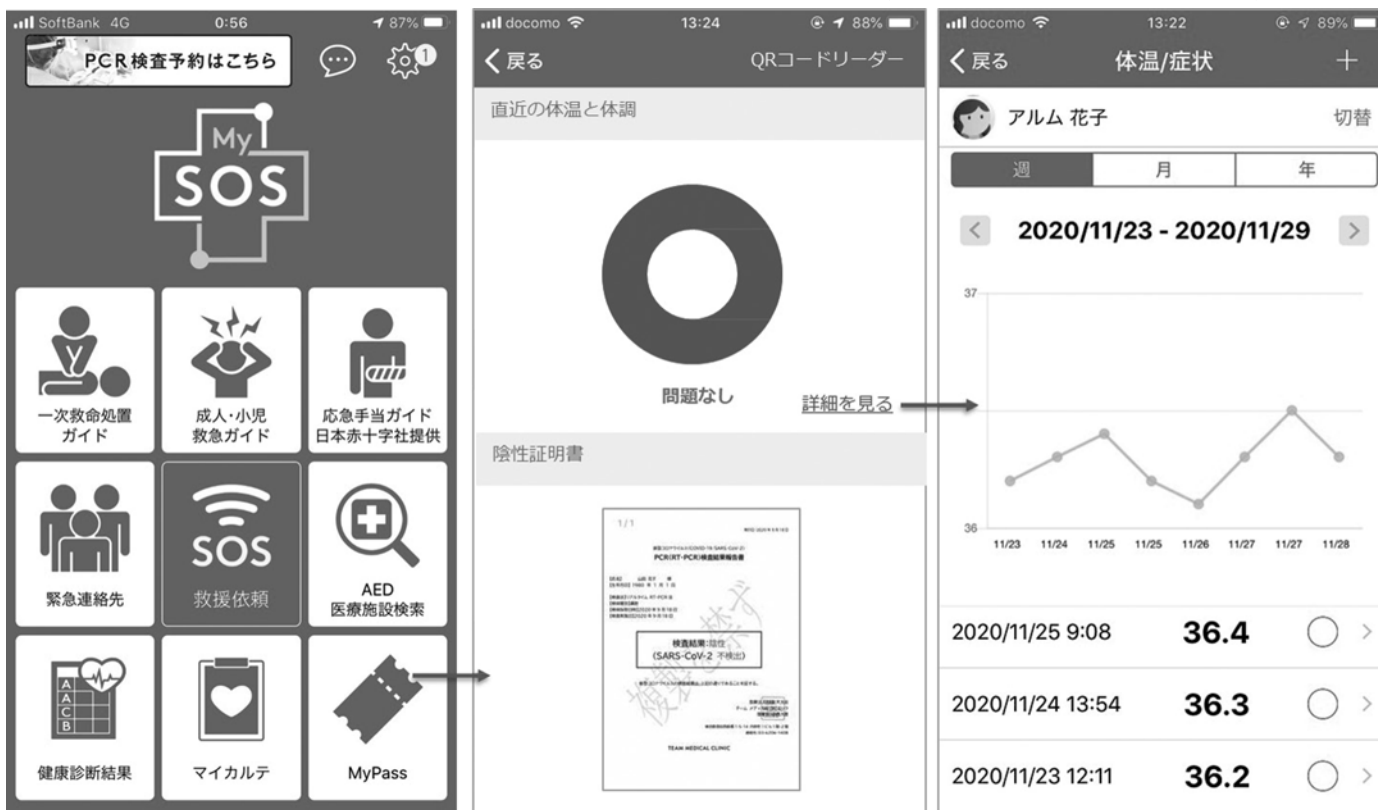 SoftBank 4G 0:56 87%
PCR検査予約はこちら
1
My
SOS
一次救命処置
ガイド
成人・小児
救急ガイド
応急手当ガイド
日本赤十字社提供
緊急連絡先
SOS
救援依頼
AED
医療施設検索
A
A
C
B
健康診断結果
マイカルテ
MyPass
docomo 13:24 88%
戻る QRコードリーダー
直近の体温と体調
問題なし
詳細を見る
陰性証明書
1/1
PCR(RT-PCR)検査結果報告書
検査結果:陰性
(SARS-CoV-2 不検出)
複製を禁ず
TEAM MEDICAL CLINIC
docomo 13:22 89%
戻る 体温/症状 +
アルム 花子 切替
週 月 年
< 2020/11/23 - 2020/11/29 >
37
36
11/23 11/24 11/25 11/25 11/26 11/27 11/27 11/28
2020/11/25 9:08 36.4 >
2020/11/24 13:54 36.3 >
2020/11/23 12:11 36.2 >